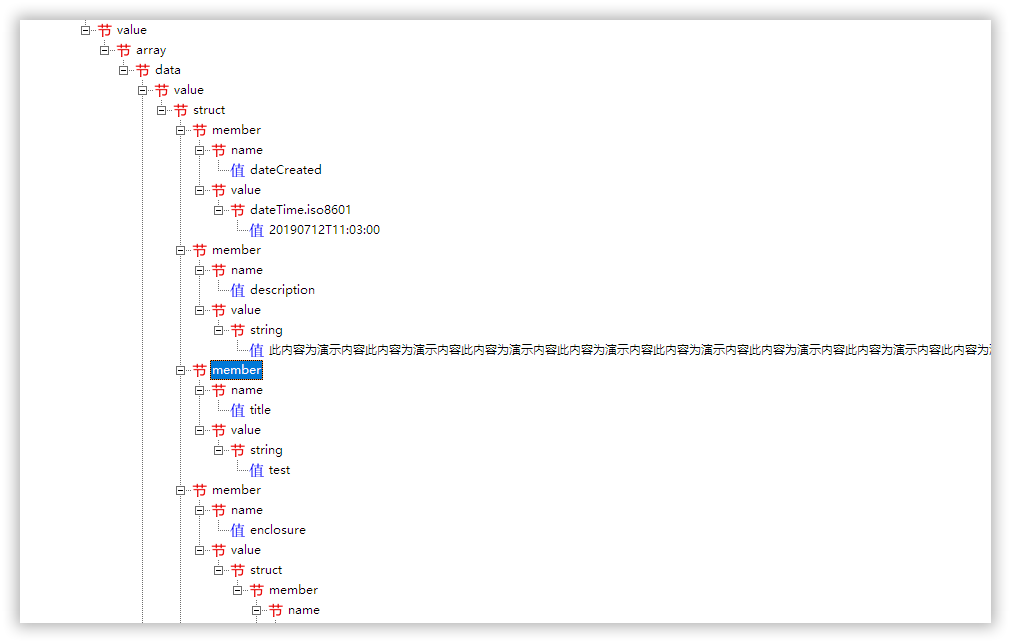 节 value
节 array
节 data
节 value
节 struct
节 member
节 name
值 dateCreated
节 value
节 dateTime.iso8601
值 20190712T11:03:00
节 member
节 name
值 description
节 value
节 string
值 此内容为演示内容此内容为演示内容此内容为演示内容此内容为演示内容此内容为演示内容此内容为演示内容此内容为演示内容此内容为
节 member
节 name
值 title
节 value
节 string
值 test
节 member
节 name
值 enclosure
节 value
节 struct
节 member
节 name